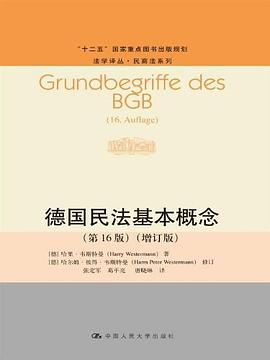 “十二五”国家重点图书出版规划
法学译丛·民商法系列
Grundbegriffe des
BGB
(16. Auflage)
德国民法基本概念
（第16版）（增订版）
[德] 哈里·韦斯特曼（Harry Westermann） 著
[德] 哈尔姆·彼得·韦斯特曼（Harm Peter Westermann） 修订
张定军 葛平亮 唐晓琳 译
中国人民大学出版社